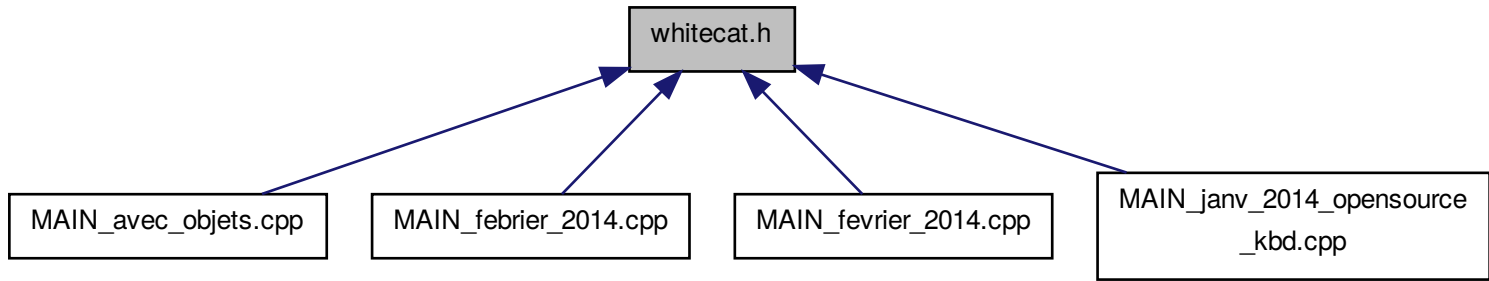 whitecat.h
MAIN_avec_objets.cpp
MAIN_febrier_2014.cpp
MAIN_fevrier_2014.cpp
MAIN_janv_2014_opensource
_kbd.cpp